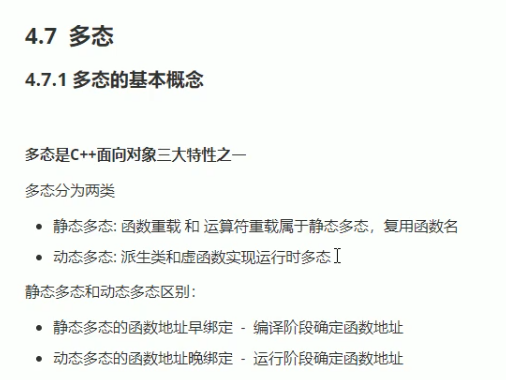 4.7 多态
4.7.1 多态的基本概念
多态是C++面向对象三大特性之一
多态分为两类
• 静态多态: 函数重载 和 运算符重载属于静态多态，复用函数名
• 动态多态: 派生类和虚函数实现运行时多态
静态多态和动态多态区别：
• 静态多态的函数地址早绑定 - 编译阶段确定函数地址
• 动态多态的函数地址晚绑定 - 运行阶段确定函数地址